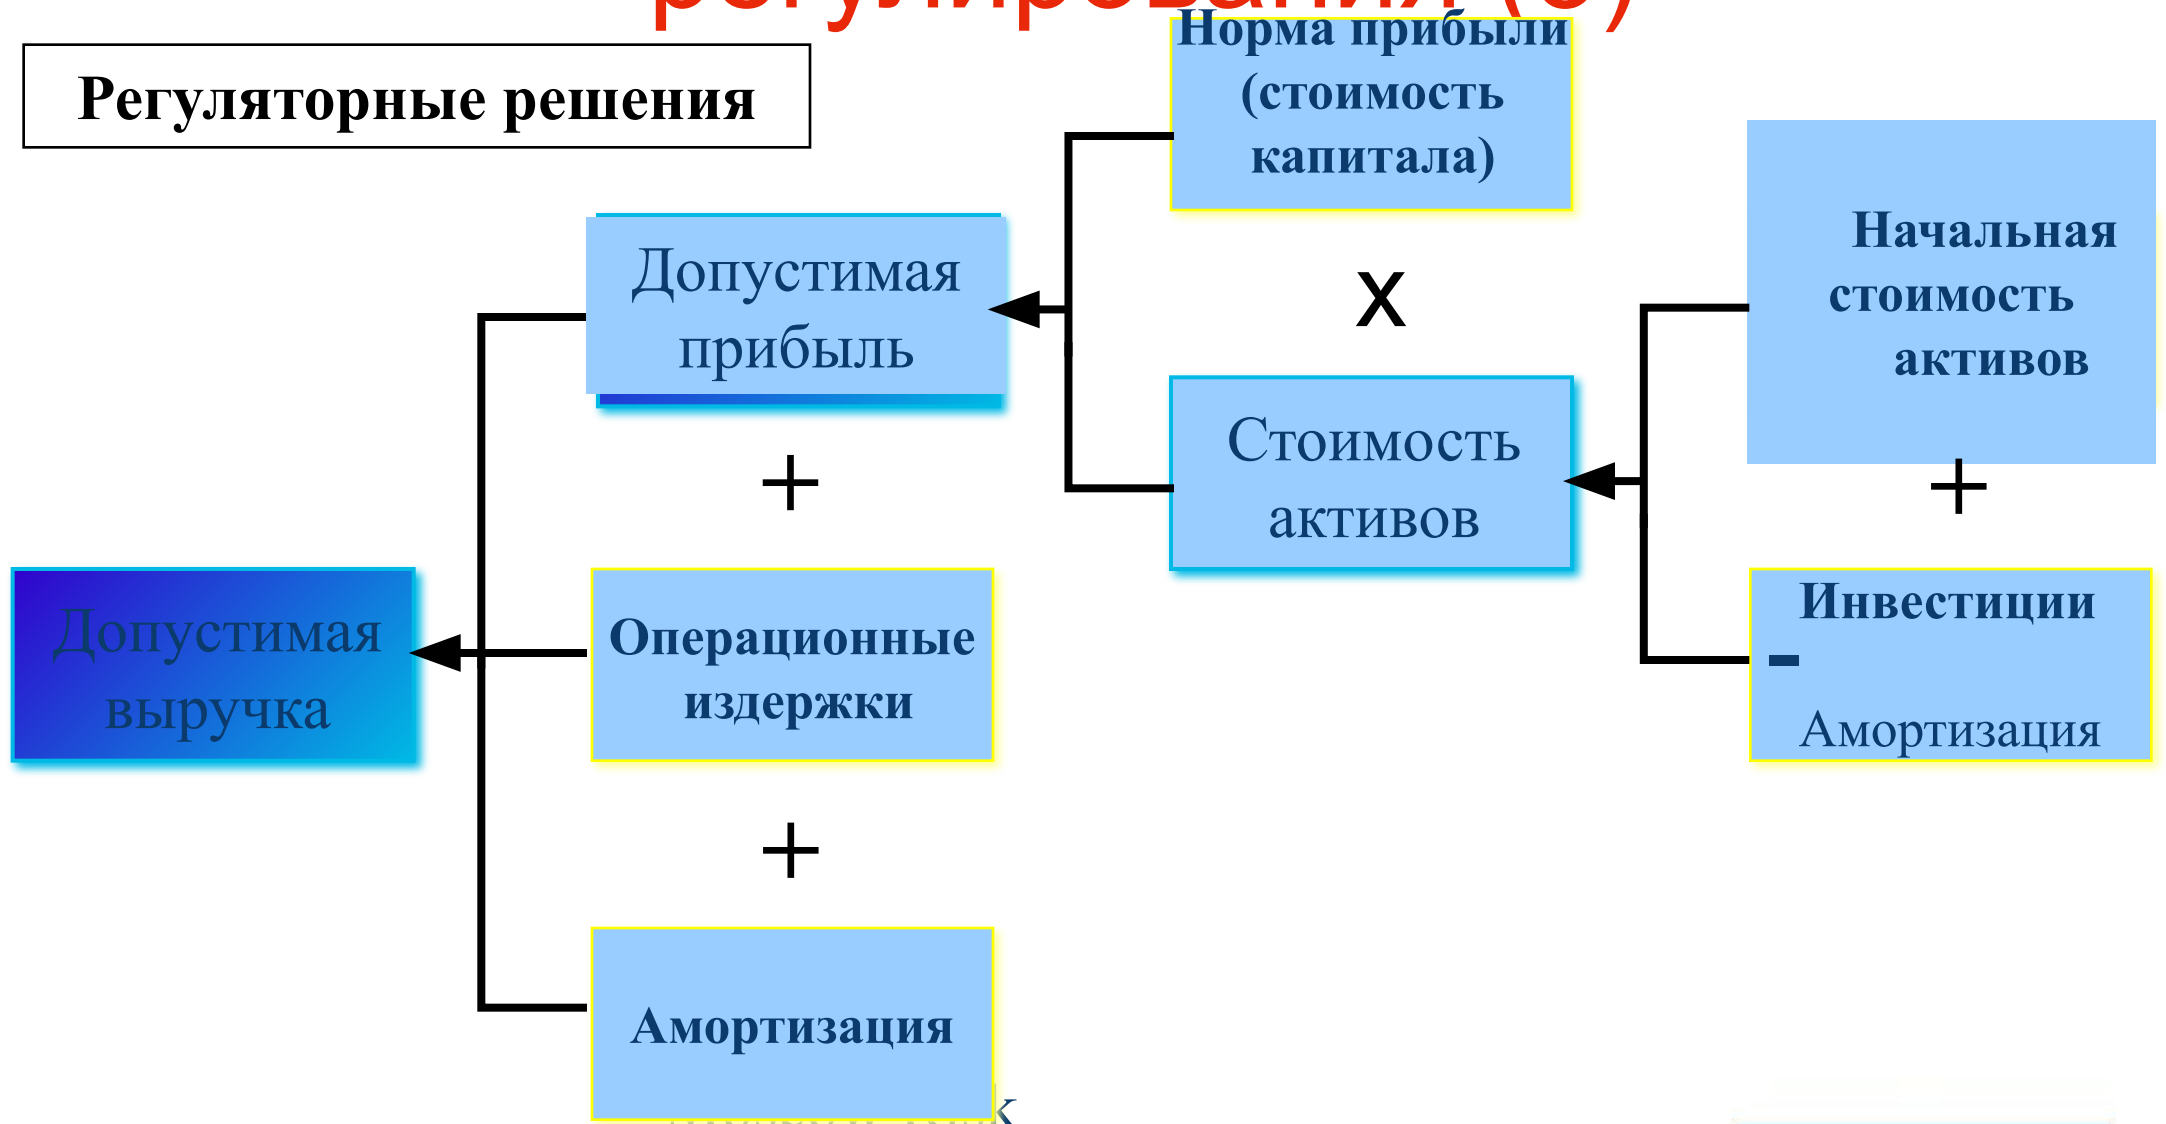 регулирования
Регуляторные решения
Норма прибыли
(стоимость
капитала)
Начальная
стоимость
активов
Допустимая
прибыль
x
Стоимость
активов
+
+
Допустимая
выручка
Операционные
издержки
Инвестиции
-
Амортизация
+
Амортизация